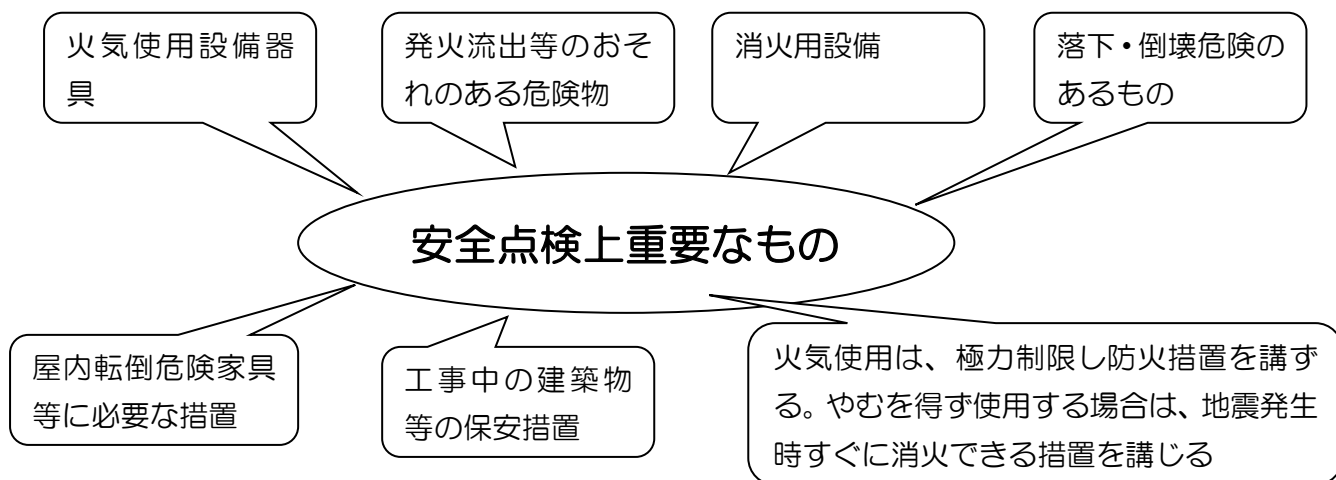 火気使用設備器
具
発火流出等のおそ
れのある危険物
消火用設備
落下・倒壊危険の
あるもの
安全点検上重要なもの
屋内転倒危険家具
等に必要な措置
工事中の建築物
等の保安措置
火気使用は、極力制限し防火措置を講ず
る。やむを得ず使用する場合は、地震発生
時すぐに消火できる措置を講じる